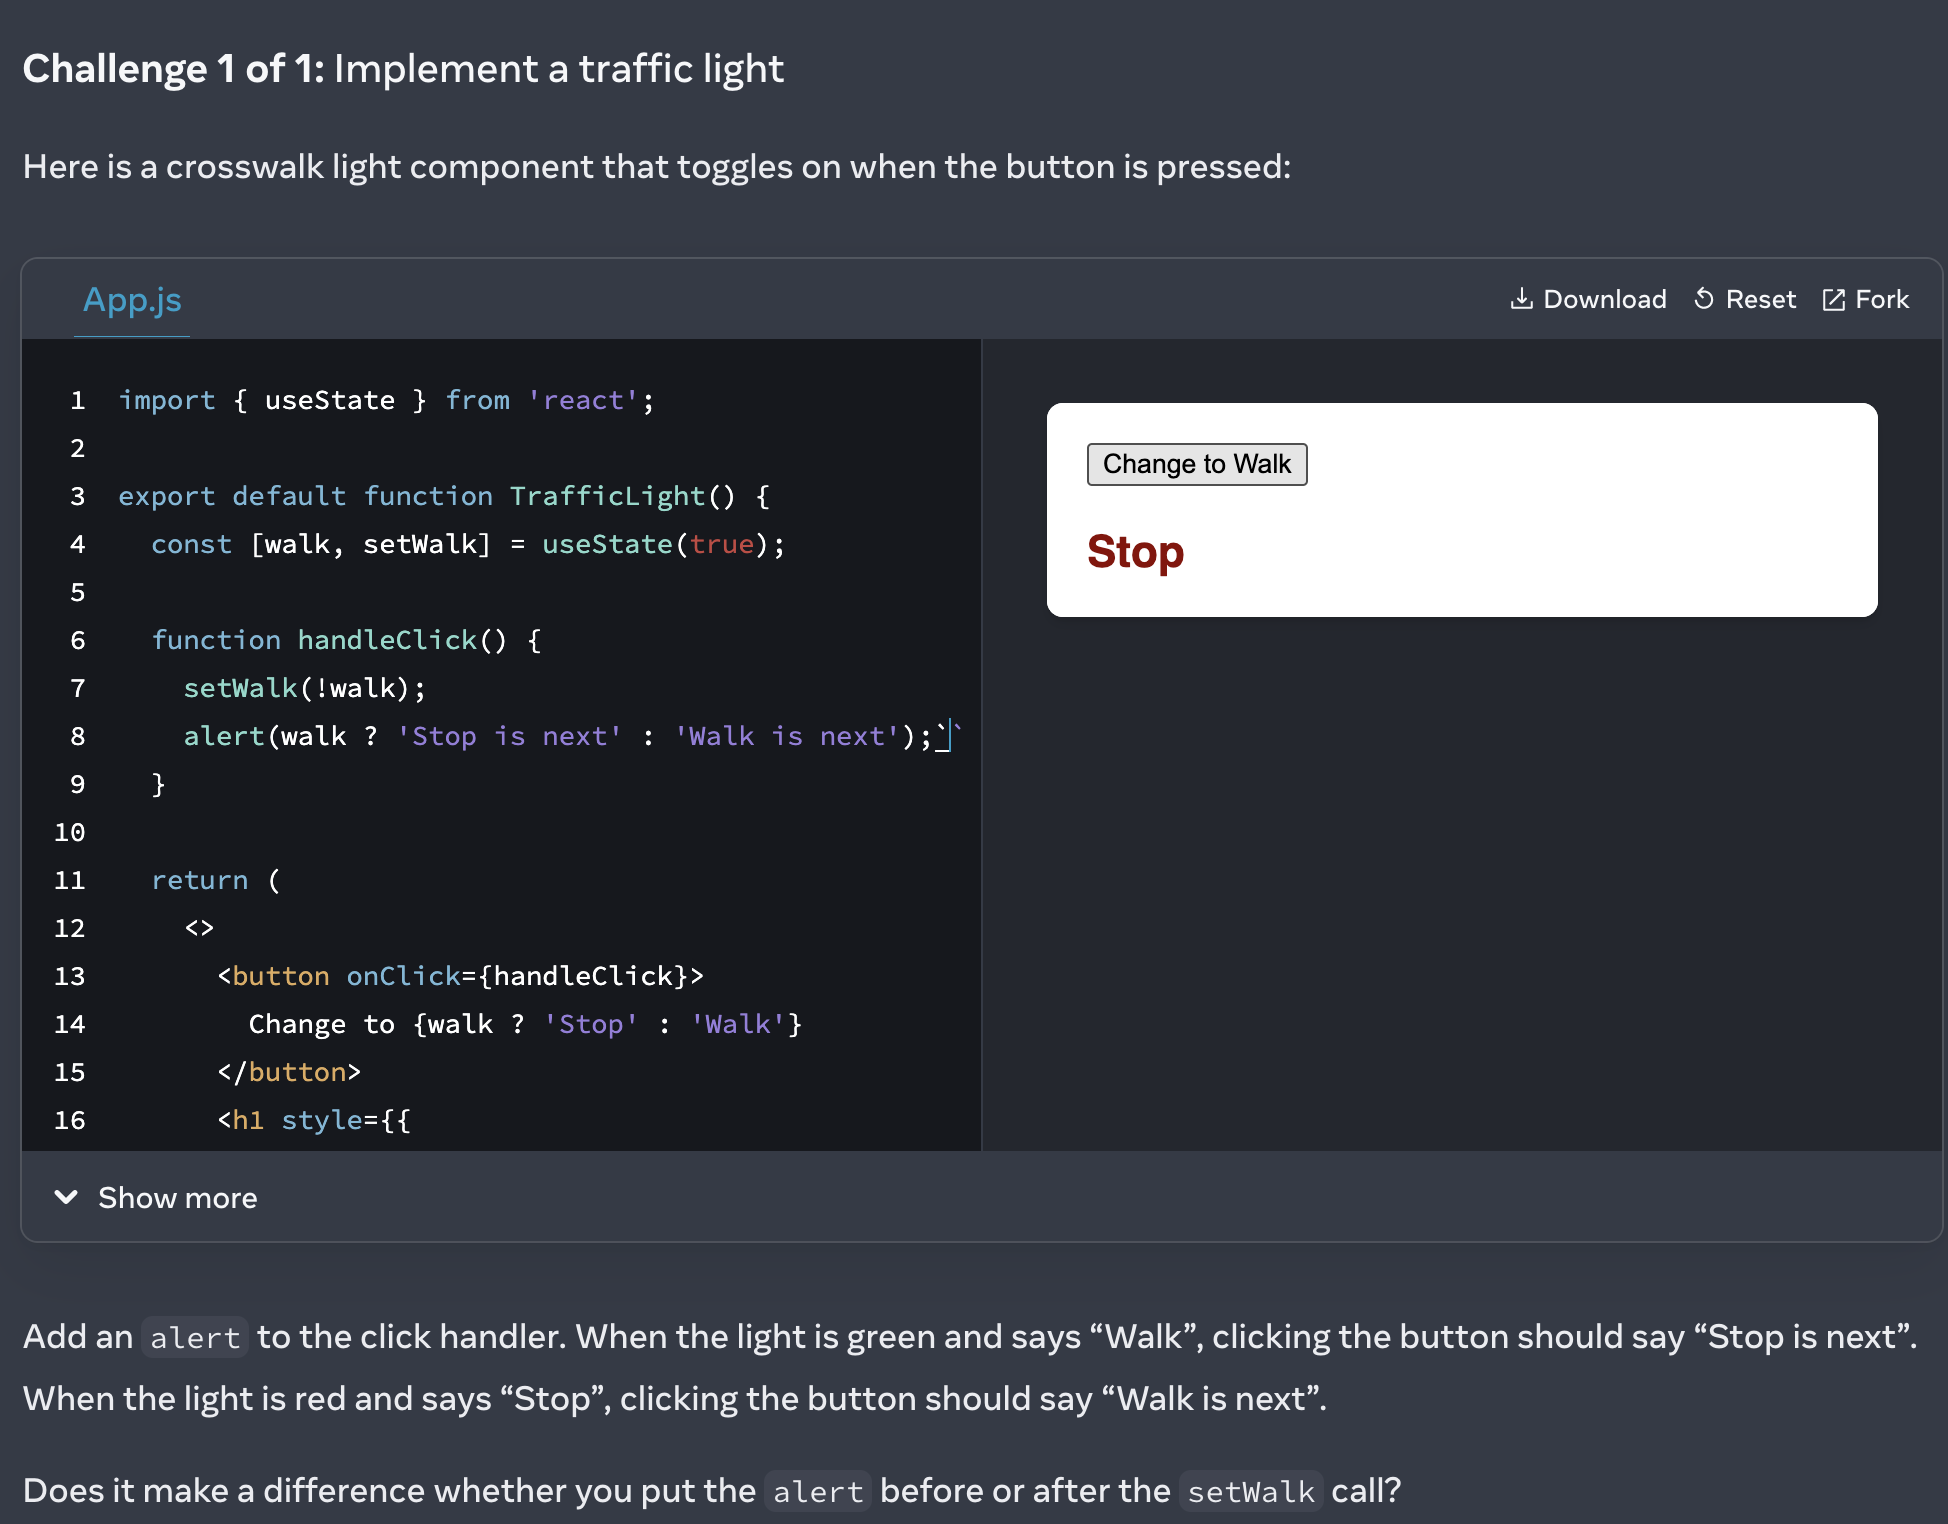 Challenge 1 of 1: Implement a traffic light
Here is a crosswalk light component that toggles on when the button is pressed:
App.js
Download Reset Fork
1 import { useState } from 'react';
2
3 export default function TrafficLight() {
4   const [walk, setWalk] = useState(true);
5
6   function handleClick() {
7     setWalk(!walk);
8     alert(walk ? 'Stop is next' : 'Walk is next');``
9   }
10
11   return (
12     <>
13       <button onClick={handleClick}>
14         Change to {walk ? 'Stop' : 'Walk'}
15       </button>
16       <h1 style={{
Change to Walk
Stop
Show more
Add an alert to the click handler. When the light is green and says “Walk”, clicking the button should say “Stop is next”.
When the light is red and says “Stop”, clicking the button should say “Walk is next”.
Does it make a difference whether you put the alert before or after the setWalk call?